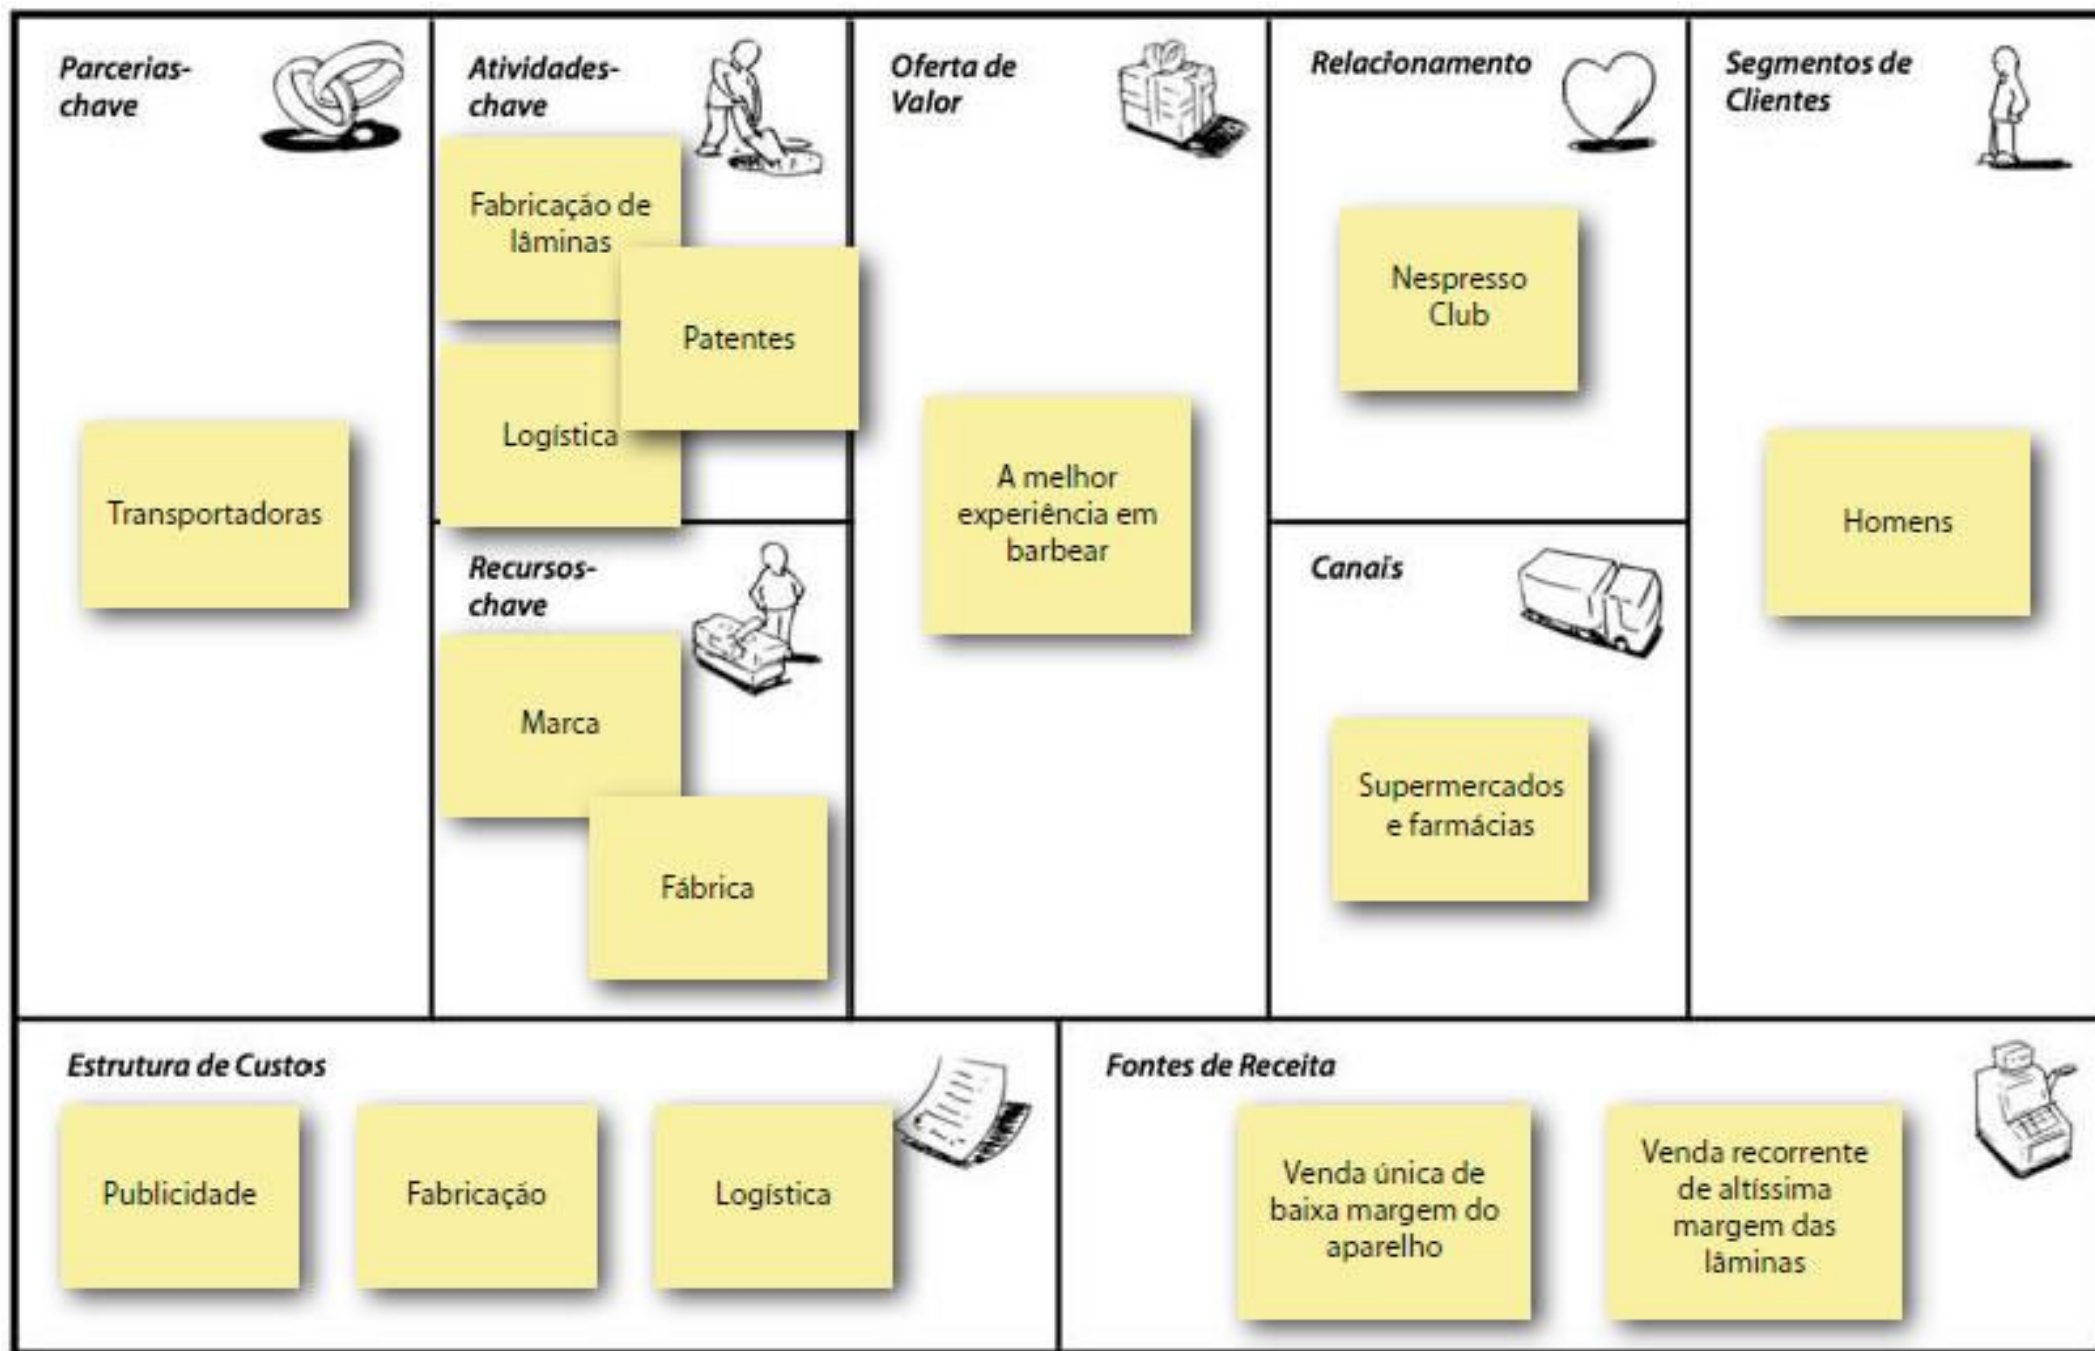 Parcerias-
chave
Transportadoras
Atividades-
chave
Fabricação de
lâminas
Patentes
Logística
Recursos-
chave
Marca
Fábrica
Oferta de
Valor
A melhor
experiência em
barbear
Relacionamento
Nespresso
Club
Canais
Supermercados
e farmácias
Segmentos de
Clientes
Homens
Estrutura de Custos
Publicidade
Fabricação
Logística
Fontes de Receita
Venda única de
baixa margem do
aparelho
Venda recorrente
de altíssima
margem das
lâminas